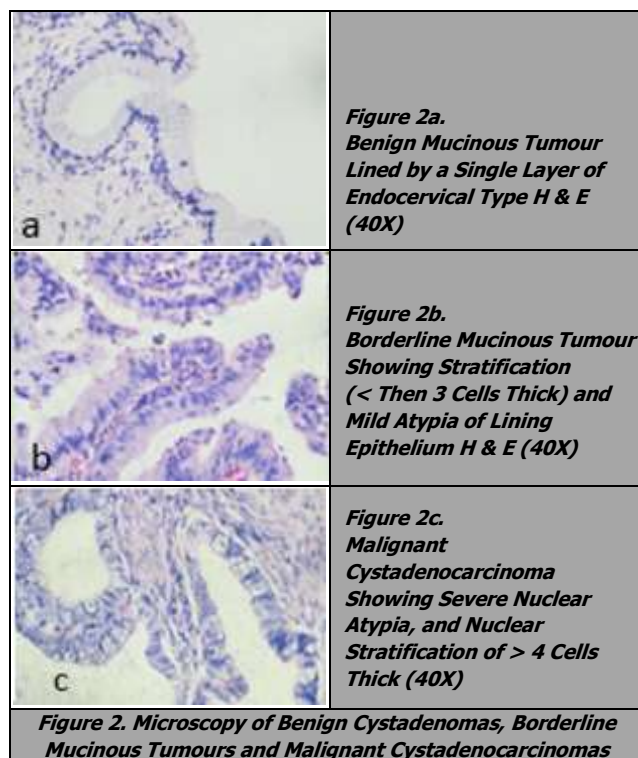 a
Figure 2a.
Benign Mucinous Tumour
Lined by a Single Layer of
Endocervical Type H & E
(40X)
b
Figure 2b.
Borderline Mucinous Tumour
Showing Stratification
(< Then 3 Cells Thick) and
Mild Atypia of Lining
Epithelium H & E (40X)
c
Figure 2c.
Malignant
Cystadenocarcinoma
Showing Severe Nuclear
Atypia, and Nuclear
Stratification of > 4 Cells
Thick (40X)
Figure 2. Microscopy of Benign Cystadenomas, Borderline
Mucinous Tumours and Malignant Cystadenocarcinomas